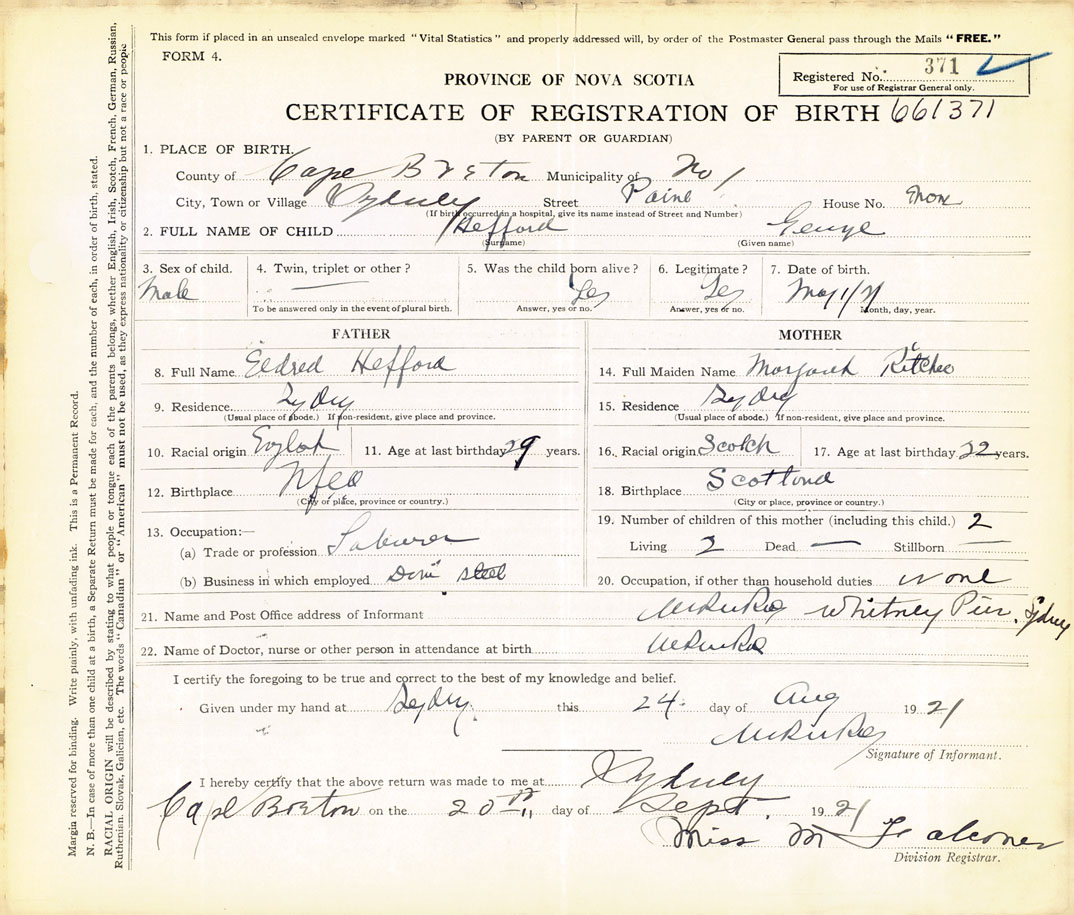 This form if placed in an unsealed envelope marked "Vital Statistics" and properly addressed will, by order of the Postmaster General pass through the Mails "FREE."
FORM 4.
Registered No. 371
For use of Registrar General only.
PROVINCE OF NOVA SCOTIA
CERTIFICATE OF REGISTRATION OF BIRTH 661371
(BY PARENT OR GUARDIAN)
1. PLACE OF BIRTH.
County of Cape Breton Municipality of No 1
City, Town or Village Sydney Street House No.
(If birth occurred in a hospital, give its name instead of Street and Number)
2. FULL NAME OF CHILD Hefford George
(Surname) (Given name)
3. Sex of child. 4. Twin, triplet or other? 5. Was the child born alive? 6. Legitimate? 7. Date of birth.
Male Yes Yes May 1/21
To be answered only in the event of plural birth. Answer, yes or no. Answer, yes or no. Month, day, year.
FATHER MOTHER
8. Full Name Eldred Hefford 14. Full Maiden Name Margaret Ritchie
9. Residence Sydney 15. Residence Sydney
(Usual place of abode.) If non-resident, give place and province. (Usual place of abode.) If non-resident, give place and province.
10. Racial origin 11. Age at last birthday 29 years. 16. Racial origin Scotch 17. Age at last birthday 22 years.
12. Birthplace Nfld 18. Birthplace Scotland
(City or place, province or country.) (City or place, province or country.)
13. Occupation:— 19. Number of children of this mother (including this child.) 2
(a) Trade or profession Laburer Living 2 Dead — Stillborn —
(b) Business in which employed Dom Steel 20. Occupation, if other than household duties none
21. Name and Post Office address of Informant Whitney Pier, Sydney
22. Name of Doctor, nurse or other person in attendance at birth
I certify the foregoing to be true and correct to the best of my knowledge and belief.
Given under my hand at Sydney this 24 day of Aug 1921
Signature of Informant.
I hereby certify that the above return was made to me at Sydney
Cape Breton on the 20th day of Sept. 1921
Miss M Falconer
Division Registrar.
Margin reserved for binding. Write plainly, with unfading ink. This is a Permanent Record.
N. B.—In case of more than one child at a birth, a Separate Return must be made for each, and the number of each, in order of birth, stated.
RACIAL ORIGIN will be described by stating to what people or tongue each of the parents belongs, whether English, Irish, Scotch, French, German, Russian,
Ruthenian, Slovak, Galician, etc. The words "Canadian" or "American" must not be used, as they express nationality or citizenship but not a race or people